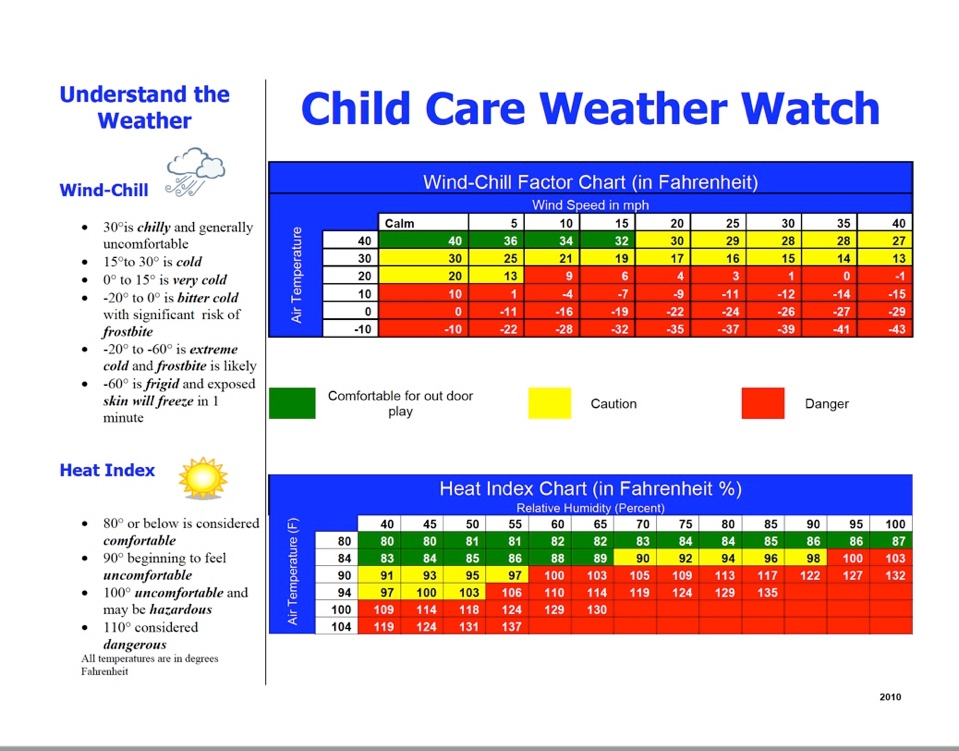 Understand the
Weather
Wind-Chill
• 30°is chilly and generally
uncomfortable
• 15°to 30° is cold
• 0° to 15° is very cold
• -20° to 0° is bitter cold
with significant risk of
frostbite
• -20° to -60° is extreme
cold and frostbite is likely
• -60° is frigid and exposed
skin will freeze in 1
minute
Heat Index
• 80° or below is considered
comfortable
• 90° beginning to feel
uncomfortable
• 100° uncomfortable and
may be hazardous
• 110° considered
dangerous
All temperatures are in degrees
Fahrenheit
Child Care Weather Watch
Wind-Chill Factor Chart (in Fahrenheit)
Wind Speed in mph
Air Temperature
Calm 5 10 15 20 25 30 35 40
40 40 36 34 32 30 29 28 28 27
30 30 25 21 19 17 16 15 14 13
20 20 13 9 6 4 3 1 0 -1
10 10 1 -4 -7 -9 -11 -12 -14 -15
0 0 -11 -16 -19 -22 -24 -26 -27 -29
-10 -10 -22 -28 -32 -35 -37 -39 -41 -43
Comfortable for out door
play
Caution
Danger
Heat Index Chart (in Fahrenheit %)
Relative Humidity (Percent)
Air Temperature (F)
40 45 50 55 60 65 70 75 80 85 90 95 100
80 80 80 81 81 82 82 83 84 84 85 86 86 87
84 83 84 85 86 88 89 90 92 94 96 98 100 103
90 91 93 95 97 100 103 105 109 113 117 122 127 132
94 97 100 103 106 110 114 119 124 129 135
100 109 114 118 124 129 130
104 119 124 131 137
2010